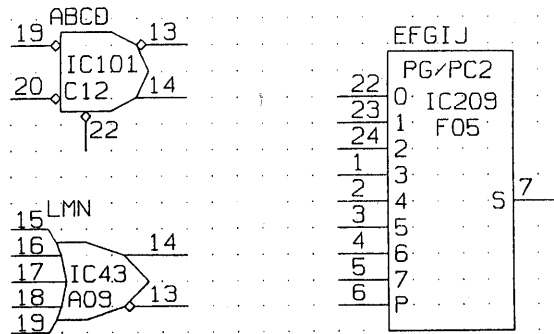 ABCD
19 13
IC101
20 C12 14
22
LMN
15
16 14
17 IC43
18 A09 13
19
EFGIJ
PG/PC2
22 0 IC209
23 1 F05
24 2
1 3
2 4 S 7
3 5
4 6
5 7
6 P